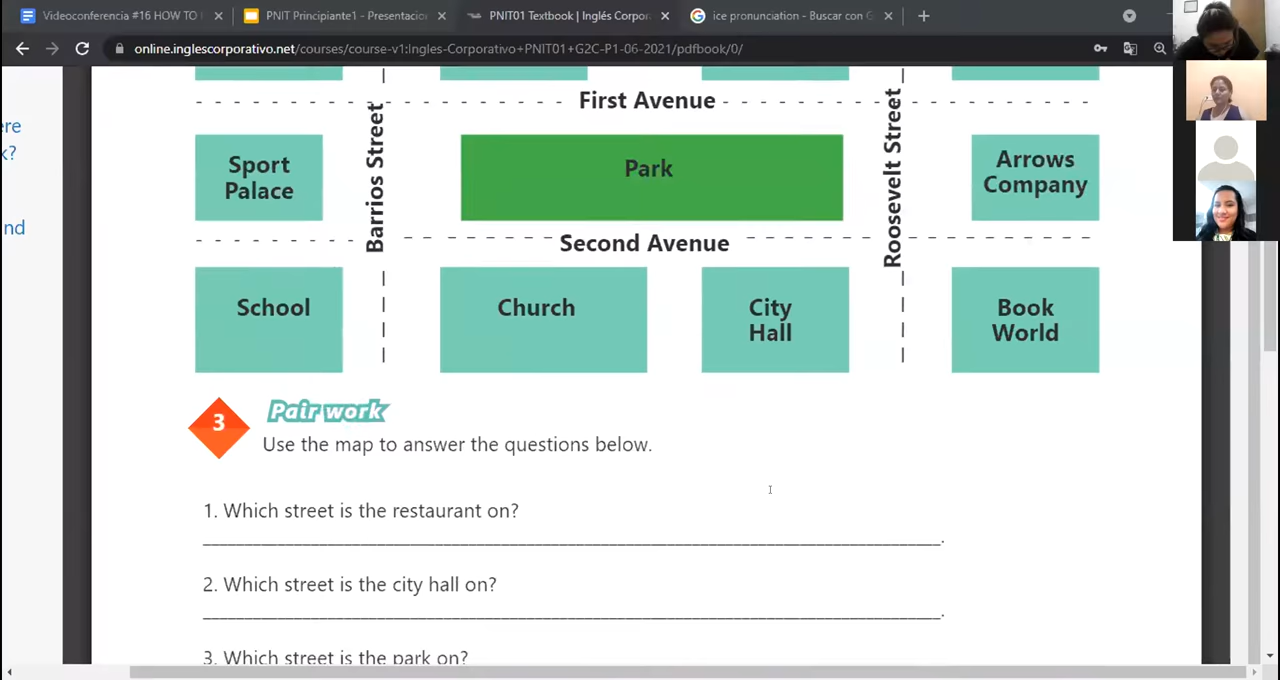 Videoconferencia #16 HOW TO
PNIT Principiante1 - Presentacion
PNIT01 Textbook | Inglés Corpora
ice pronunciation - Buscar con G
online.inglescorporativo.net/courses/course-v1:Ingles-Corporativo+PNIT01+G2C-P1-06-2021/pdfbook/0/
ere
k?
nd
First Avenue
Barrios Street
Roosevelt Street
Sport
Palace
Park
Arrows
Company
Second Avenue
School
Church
City
Hall
Book
World
3
Pair work
Use the map to answer the questions below.
1. Which street is the restaurant on?
2. Which street is the city hall on?
3. Which street is the park on?